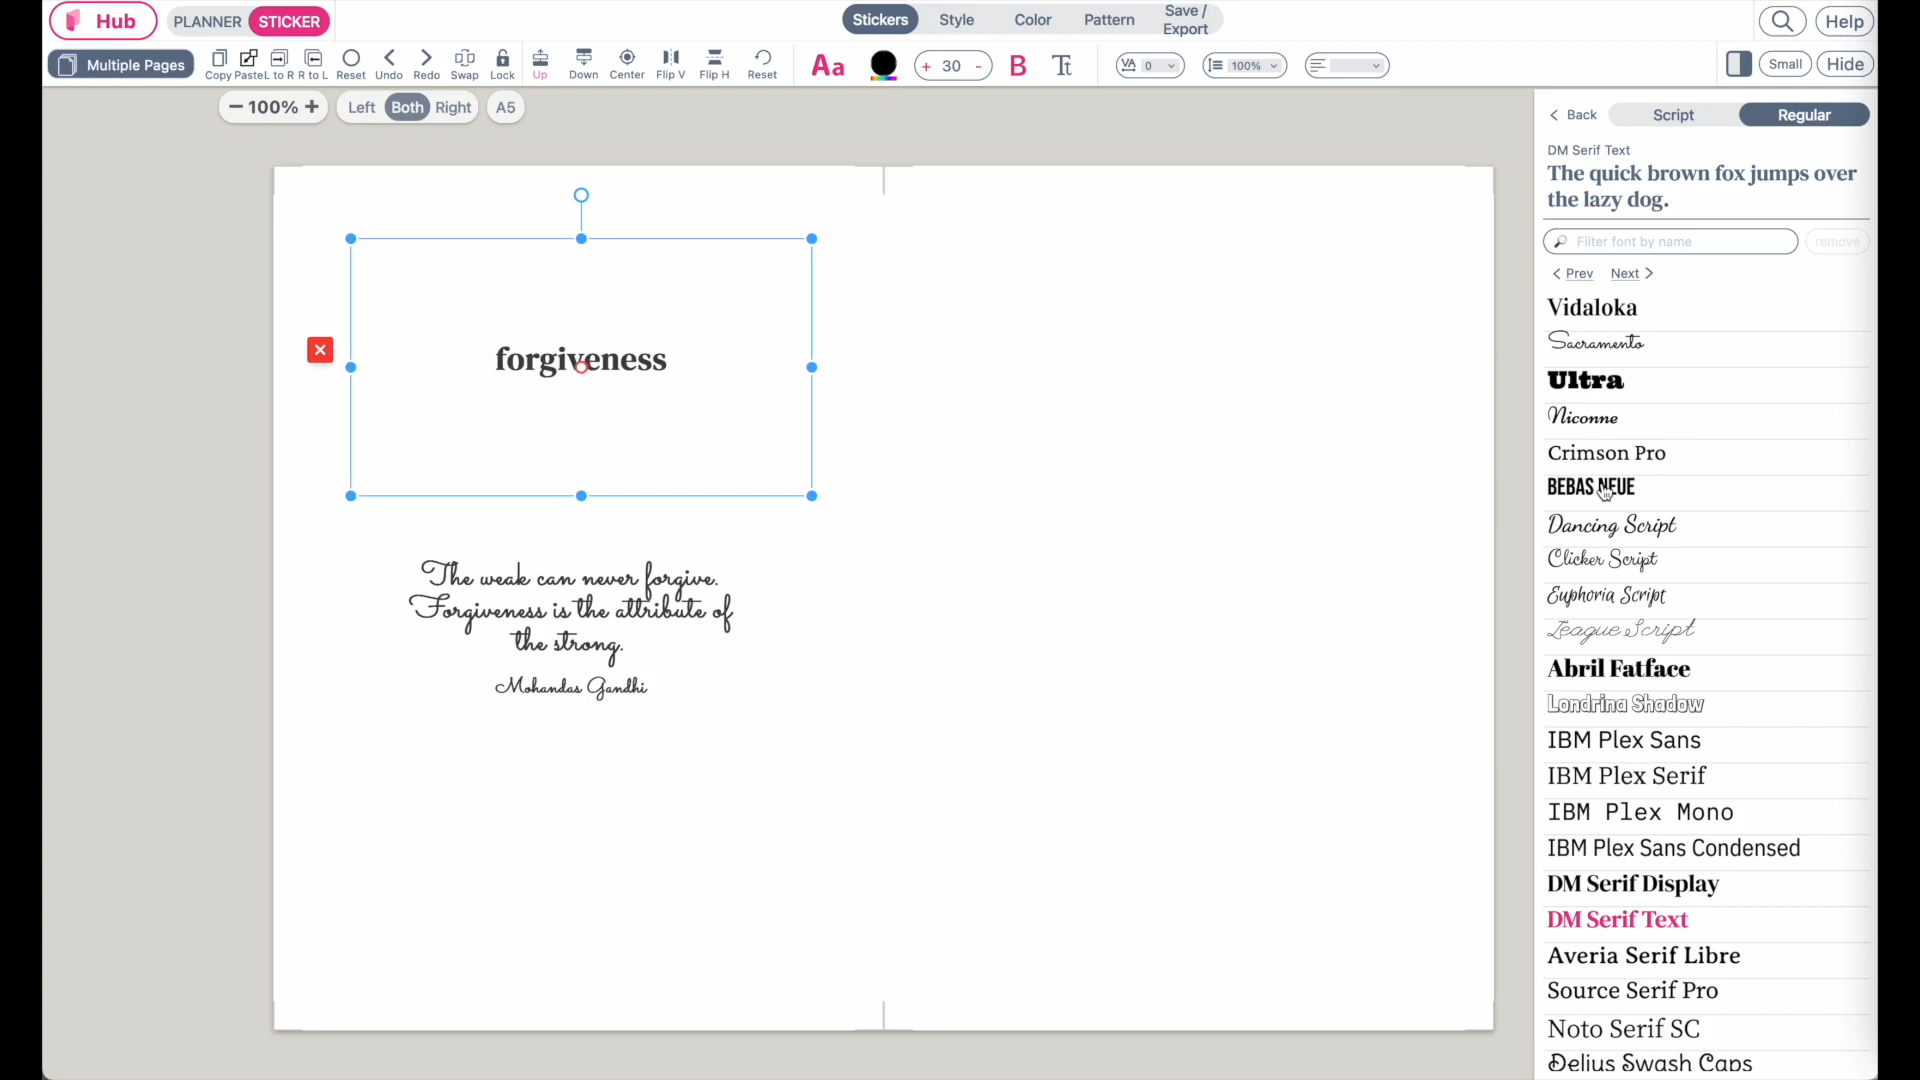 Hub
PLANNER STICKER
Stickers Style Color Pattern Save / Export
Help
Multiple Pages
Copy Paste L to R R to L Reset Undo Redo Swap Lock Up Down Center Flip V Flip H Reset
Aa + 30 - B Tt VA 0 100%
Small Hide
− 100% +
Left Both Right
A5
Back Script Regular
DM Serif Text
The quick brown fox jumps over
the lazy dog.
Filter font by name remove
Prev Next
Vidaloka
Sacramento
Ultra
Niconne
Crimson Pro
BEBAS NEUE
Dancing Script
Clicker Script
Euphoria Script
League Script
Abril Fatface
Londrina Shadow
IBM Plex Sans
IBM Plex Serif
IBM Plex Mono
IBM Plex Sans Condensed
DM Serif Display
DM Serif Text
Averia Serif Libre
Source Serif Pro
Noto Serif SC
Delius Swash Caps
forgiveness
The weak can never forgive.
Forgiveness is the attribute of
the strong.
Mohandas Gandhi